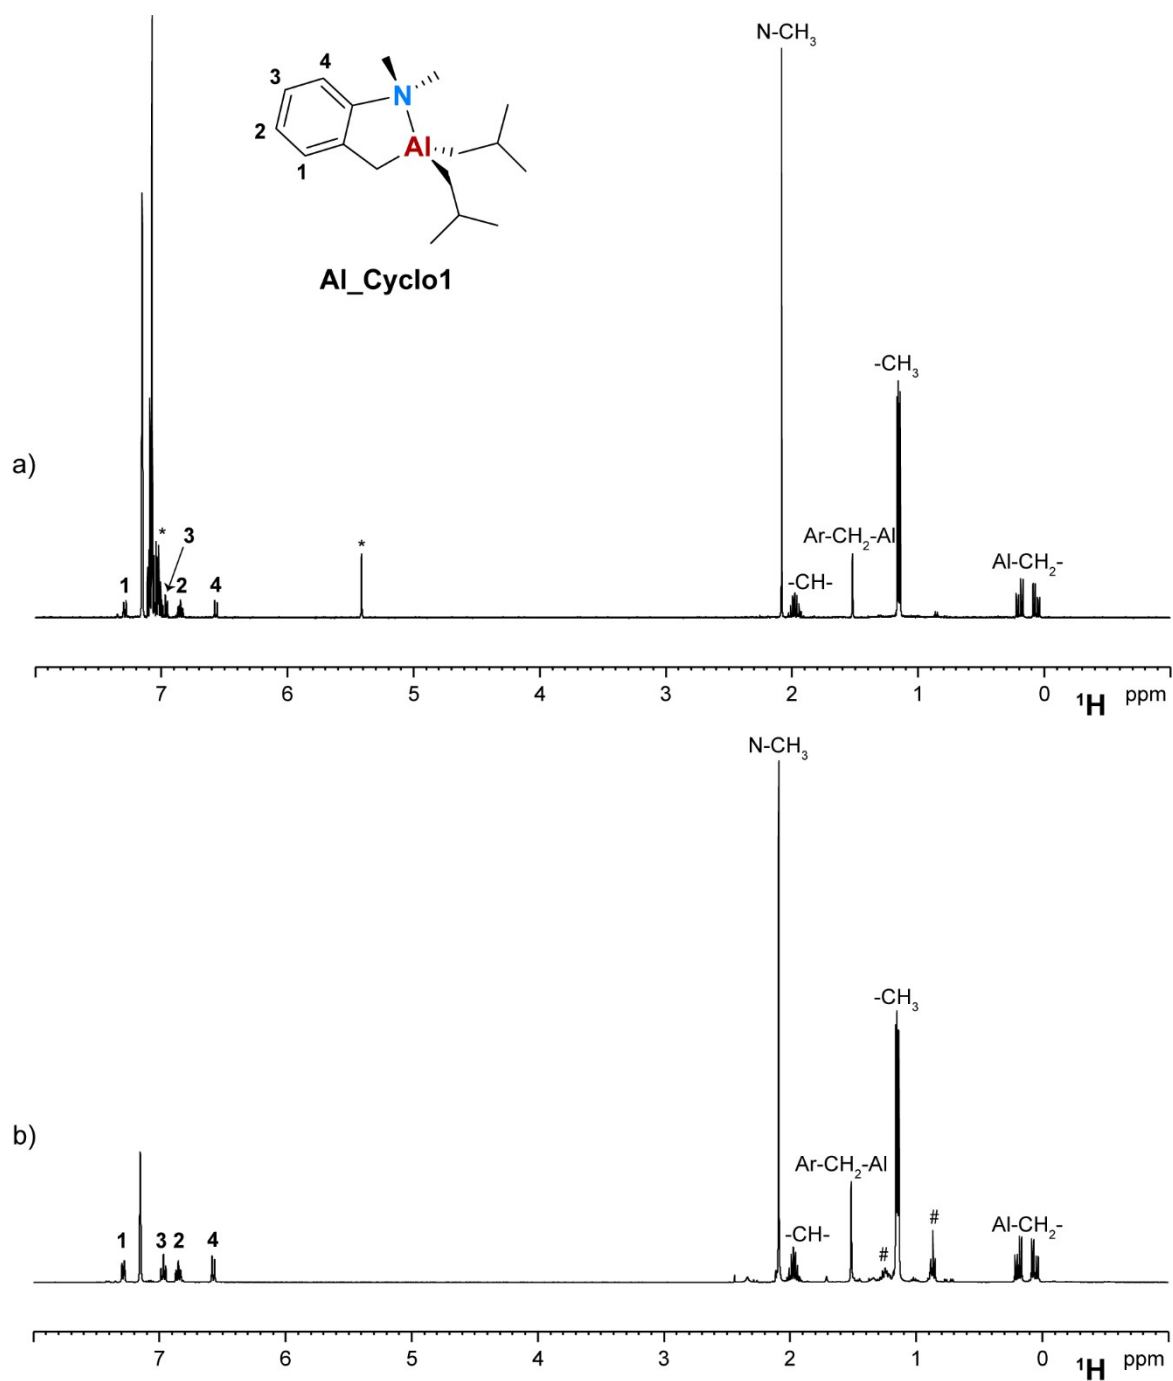 N-CH₃
4
3
N
2
Al
1
Al_Cyclo1
-CH₃
a)
*
3
*
Ar-CH₂-Al
Al-CH₂-
1
2
4
-CH-
7
6
5
4
3
2
1
0
¹H
ppm
N-CH₃
-CH₃
b)
Ar-CH₂-Al
#
-CH-
Al-CH₂-
1
3
2
4
#
7
6
5
4
3
2
1
0
¹H
ppm